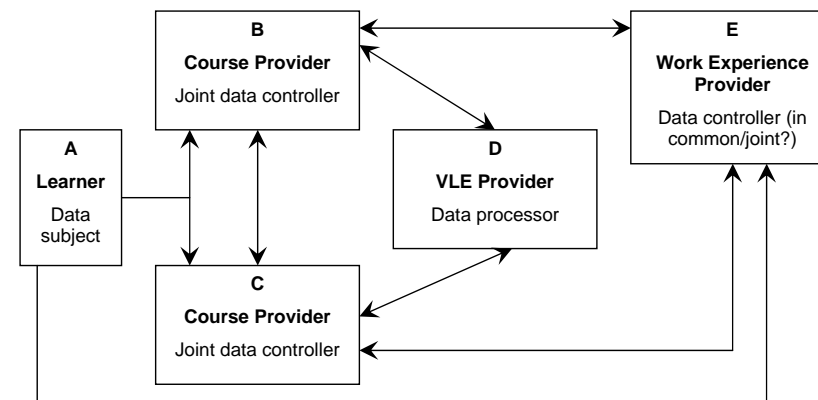 B
Course Provider
Joint data controller
E
Work Experience
Provider
Data controller (in
common/joint?)
A
Learner
Data
subject
D
VLE Provider
Data processor
C
Course Provider
Joint data controller